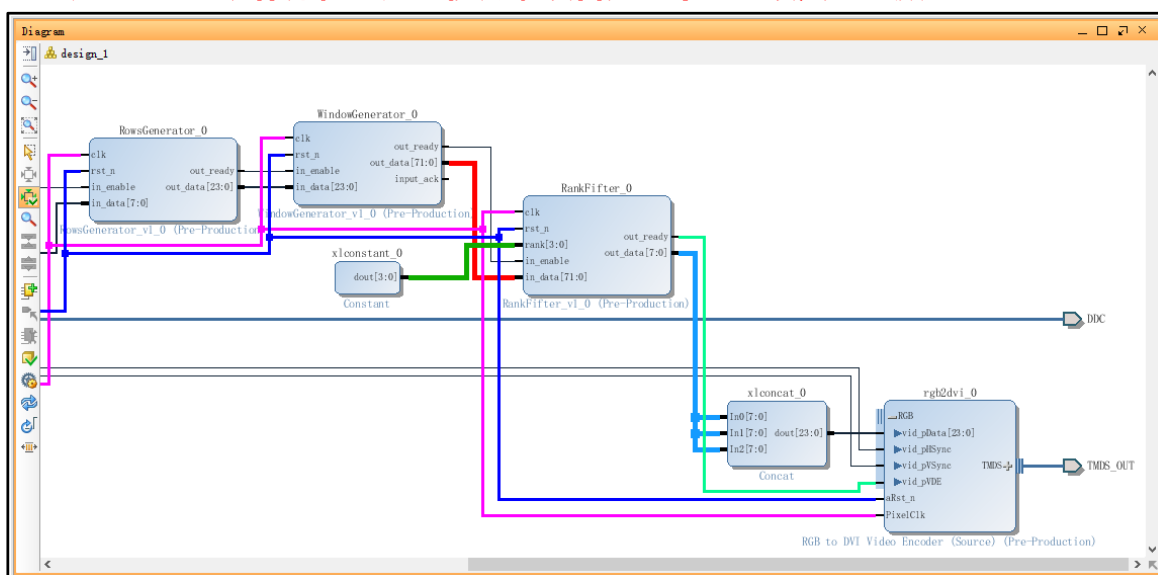 Diagram
design_1
RowsGenerator_0
clk
rst_n
in_enable
in_data[7:0]
out_ready
out_data[23:0]
RowsGenerator_v1_0 (Pre-Production)
WindowGenerator_0
clk
rst_n
in_enable
in_data[23:0]
out_ready
out_data[71:0]
input_ack
WindowGenerator_v1_0 (Pre-Production)
xlconstant_0
dout[3:0]
Constant
RankFifter_0
clk
rst_n
rank[3:0]
in_enable
in_data[71:0]
out_ready
out_data[7:0]
RankFifter_v1_0 (Pre-Production)
DDC
xlconcat_0
In0[7:0]
In1[7:0]
In2[7:0]
dout[23:0]
Concat
rgb2dvi_0
RGB
vid_pData[23:0]
vid_pHSync
vid_pVSync
vid_pVDE
aRst_n
PixelClk
TMDS
RGB to DVI Video Encoder (Source) (Pre-Production)
TMDS_OUT